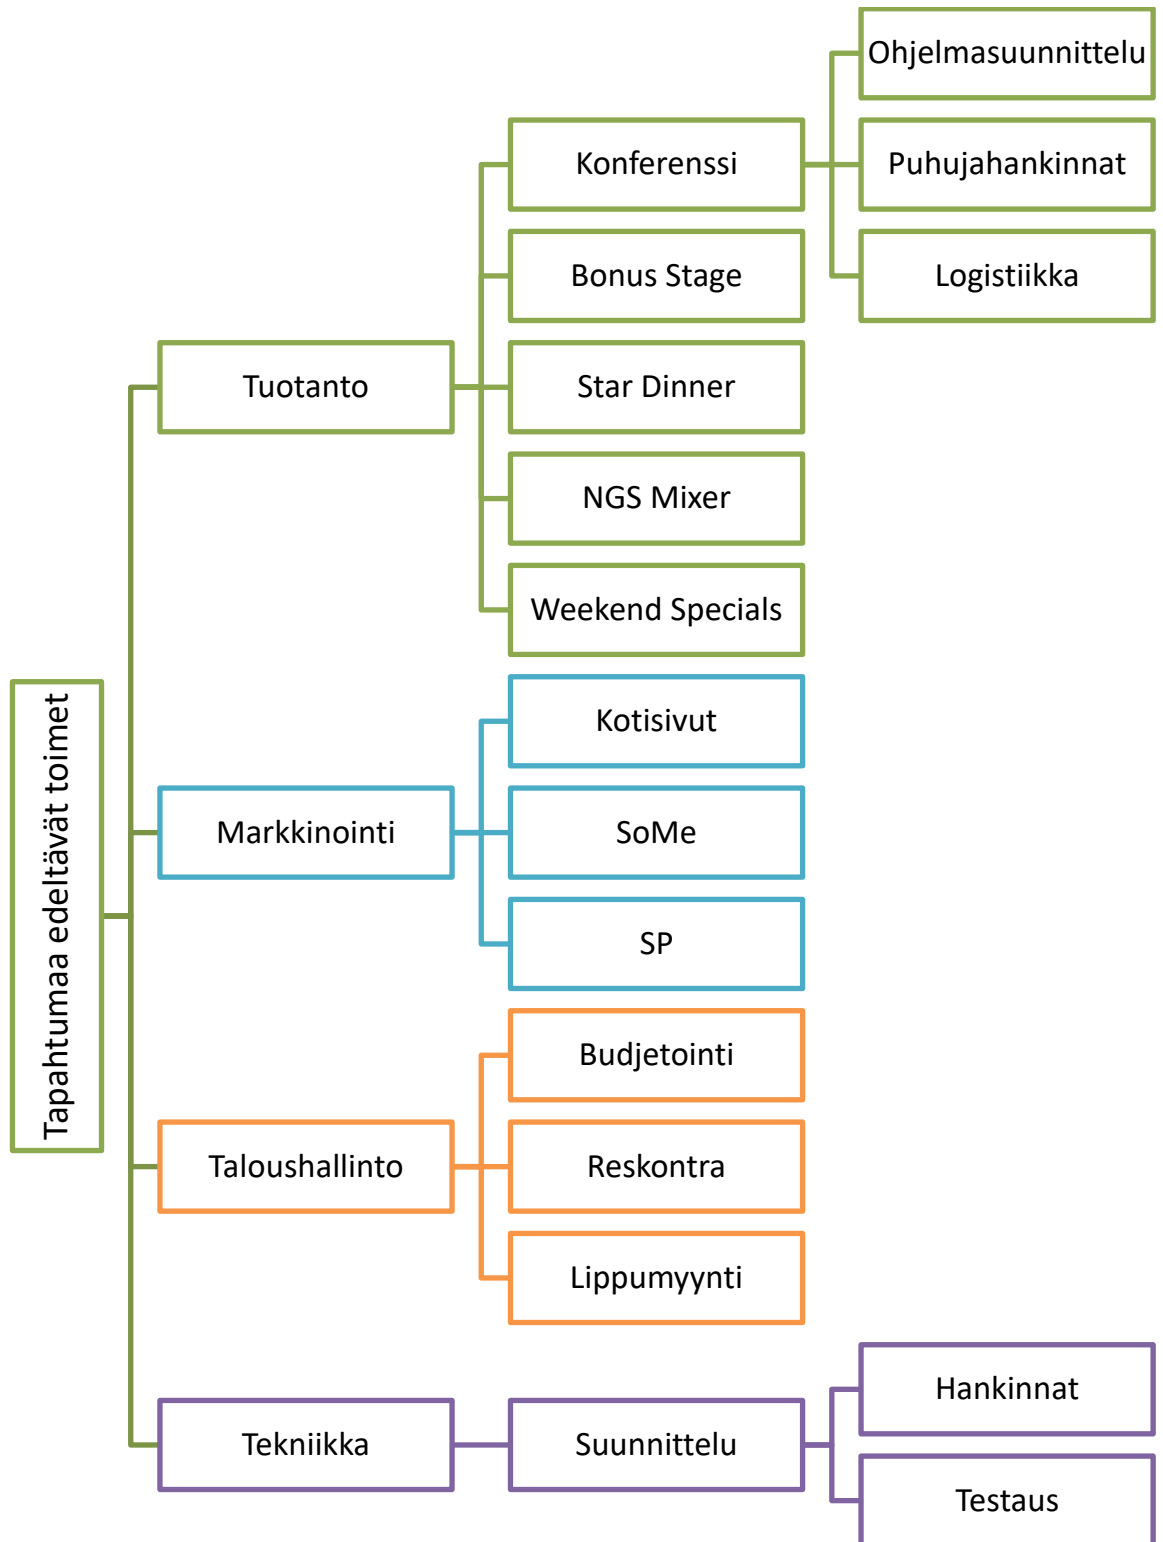 Tapahtumaa edeltävät toimet
Tuotanto
Konferenssi
Ohjelmasuunnittelu
Puhujahankinnat
Logistiikka
Bonus Stage
Star Dinner
NGS Mixer
Weekend Specials
Markkinointi
Kotisivut
SoMe
SP
Taloushallinto
Budjetointi
Reskontra
Lippumyynti
Tekniikka
Suunnittelu
Hankinnat
Testaus